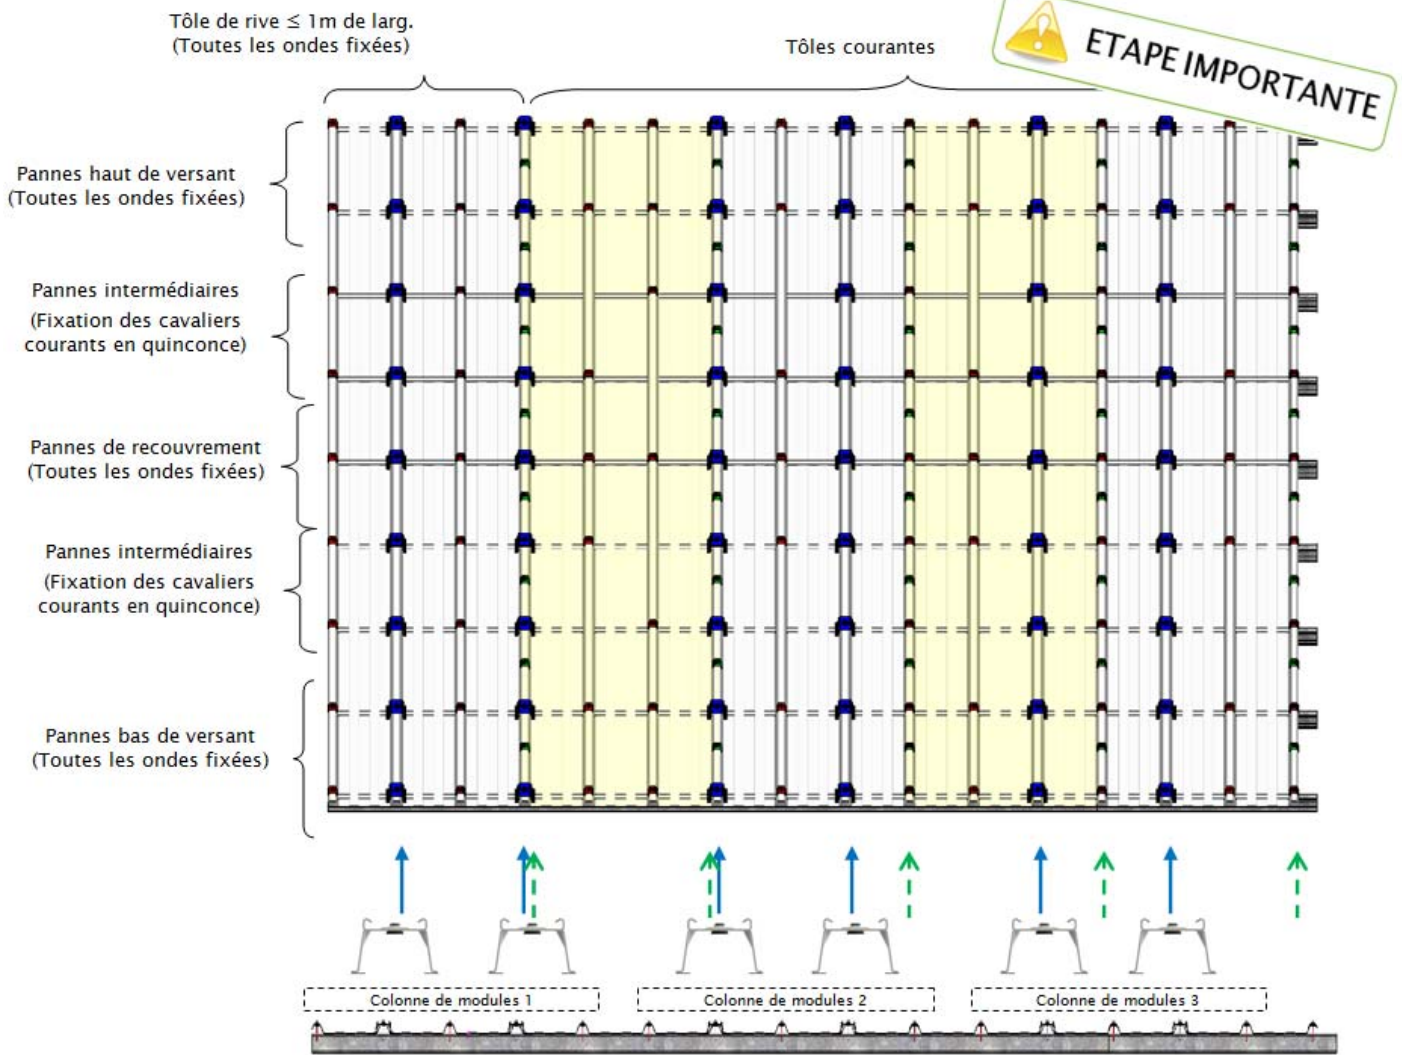 Tôle de rive ≤ 1m de larg.
(Toutes les ondes fixées)
Tôles courantes
ETAPE IMPORTANTE
Pannes haut de versant
(Toutes les ondes fixées)
Pannes intermédiaires
(Fixation des cavaliers
courants en quinconce)
Pannes de recouvrement
(Toutes les ondes fixées)
Pannes intermédiaires
(Fixation des cavaliers
courants en quinconce)
Pannes bas de versant
(Toutes les ondes fixées)
Colonne de modules 1
Colonne de modules 2
Colonne de modules 3